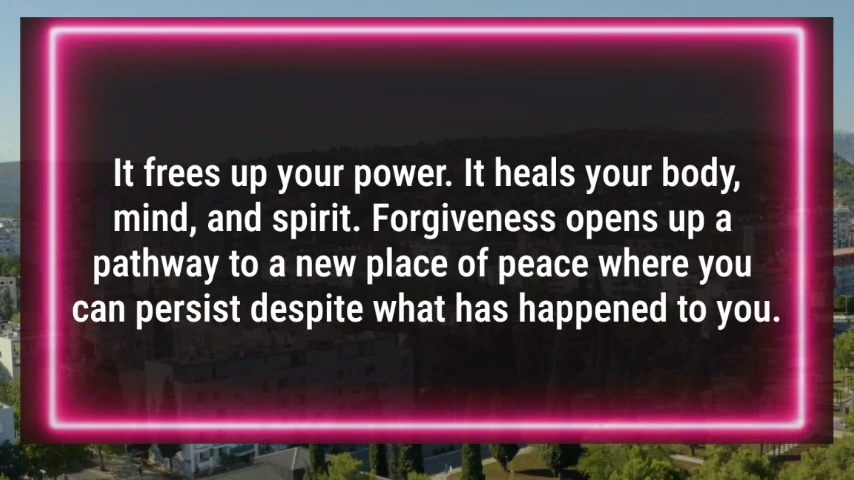 It frees up your power. It heals your body,
mind, and spirit. Forgiveness opens up a
pathway to a new place of peace where you
can persist despite what has happened to you.